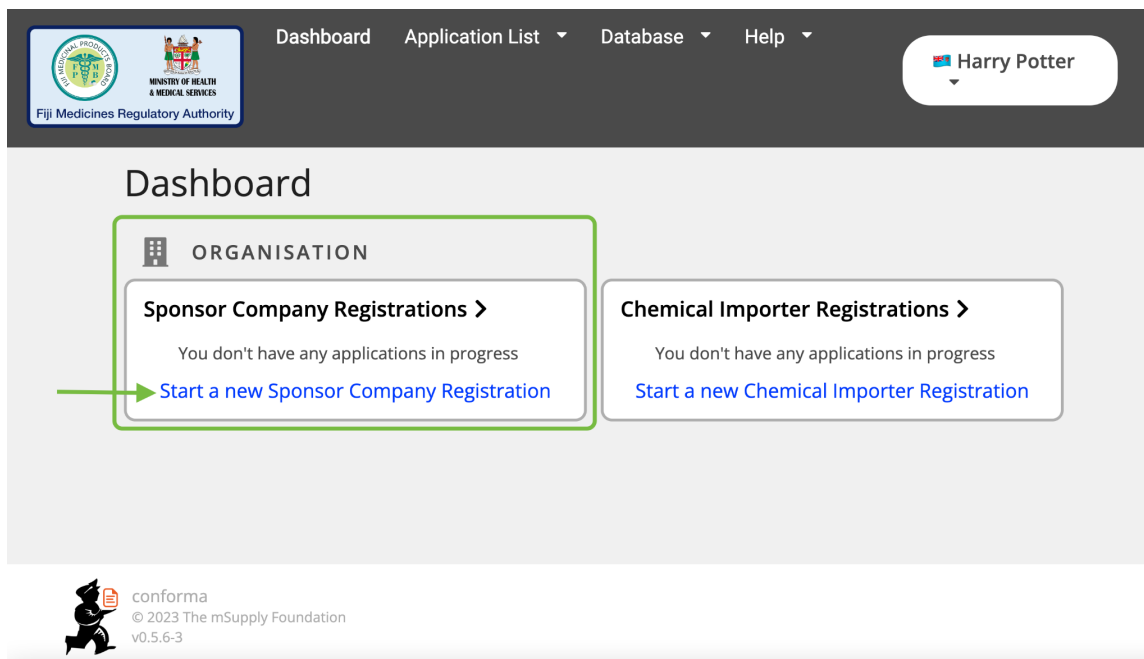 Dashboard Application List Database Help
Harry Potter
FIJI MEDICINAL PRODUCTS BOARD
F M
P B
MINISTRY OF HEALTH
& MEDICAL SERVICES
Fiji Medicines Regulatory Authority
Dashboard
ORGANISATION
Sponsor Company Registrations
You don't have any applications in progress
Start a new Sponsor Company Registration
Chemical Importer Registrations
You don't have any applications in progress
Start a new Chemical Importer Registration
conforma
© 2023 The mSupply Foundation
v0.5.6-3